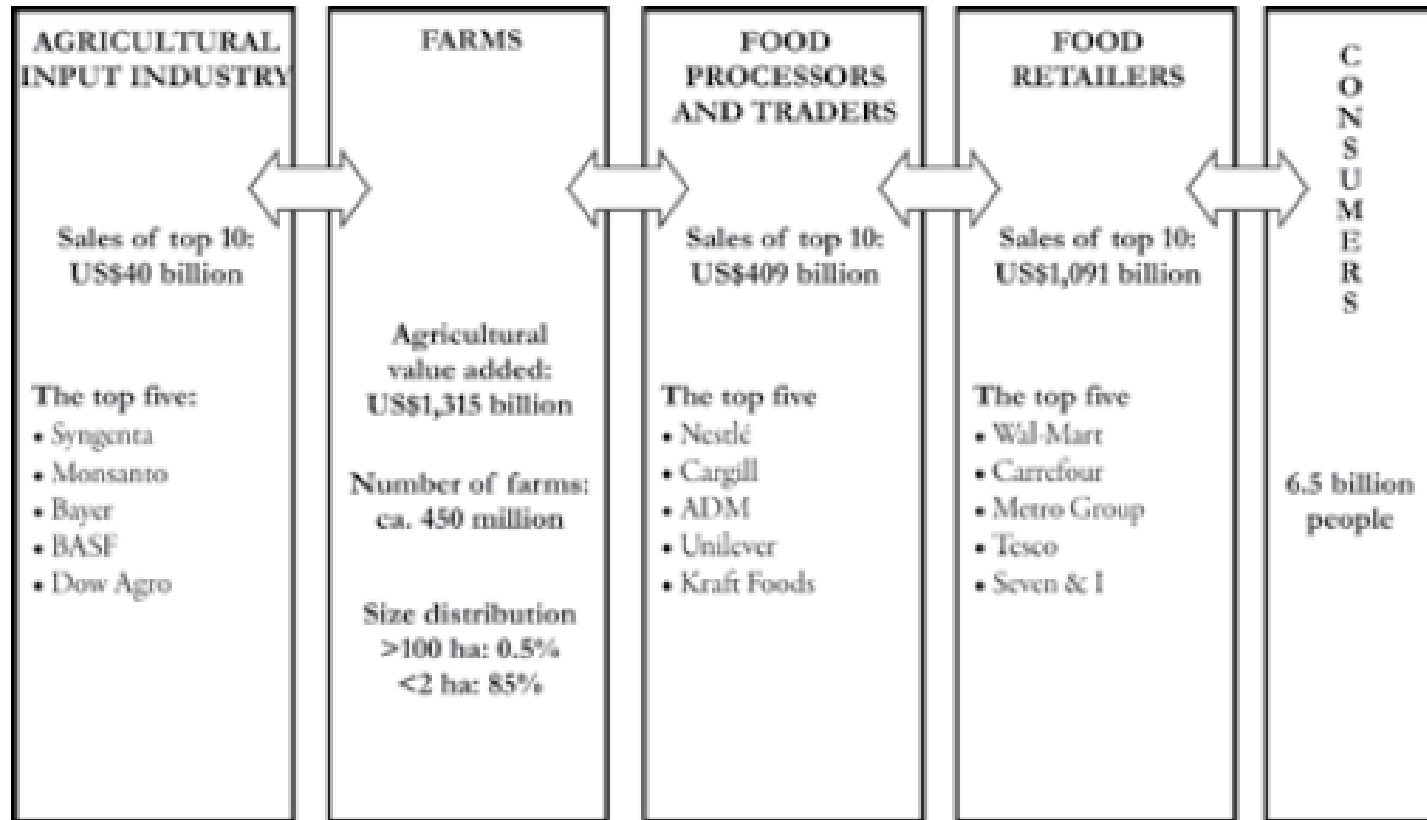 AGRICULTURAL
INPUT INDUSTRY
Sales of top 10:
US$40 billion
The top five:
• Syngenta
• Monsanto
• Bayer
• BASF
• Dow Agro
FARMS
Agricultural
value added:
US$1,315 billion
Number of farms:
ca. 450 million
Size distribution
>100 ha: 0.5%
<2 ha: 85%
FOOD
PROCESSORS
AND TRADERS
Sales of top 10:
US$409 billion
The top five
• Nestlé
• Cargill
• ADM
• Unilever
• Kraft Foods
FOOD
RETAILERS
Sales of top 10:
US$1,091 billion
The top five
• Wal-Mart
• Carrefour
• Metro Group
• Tesco
• Seven & I
CONSUMERS
6.5 billion
people